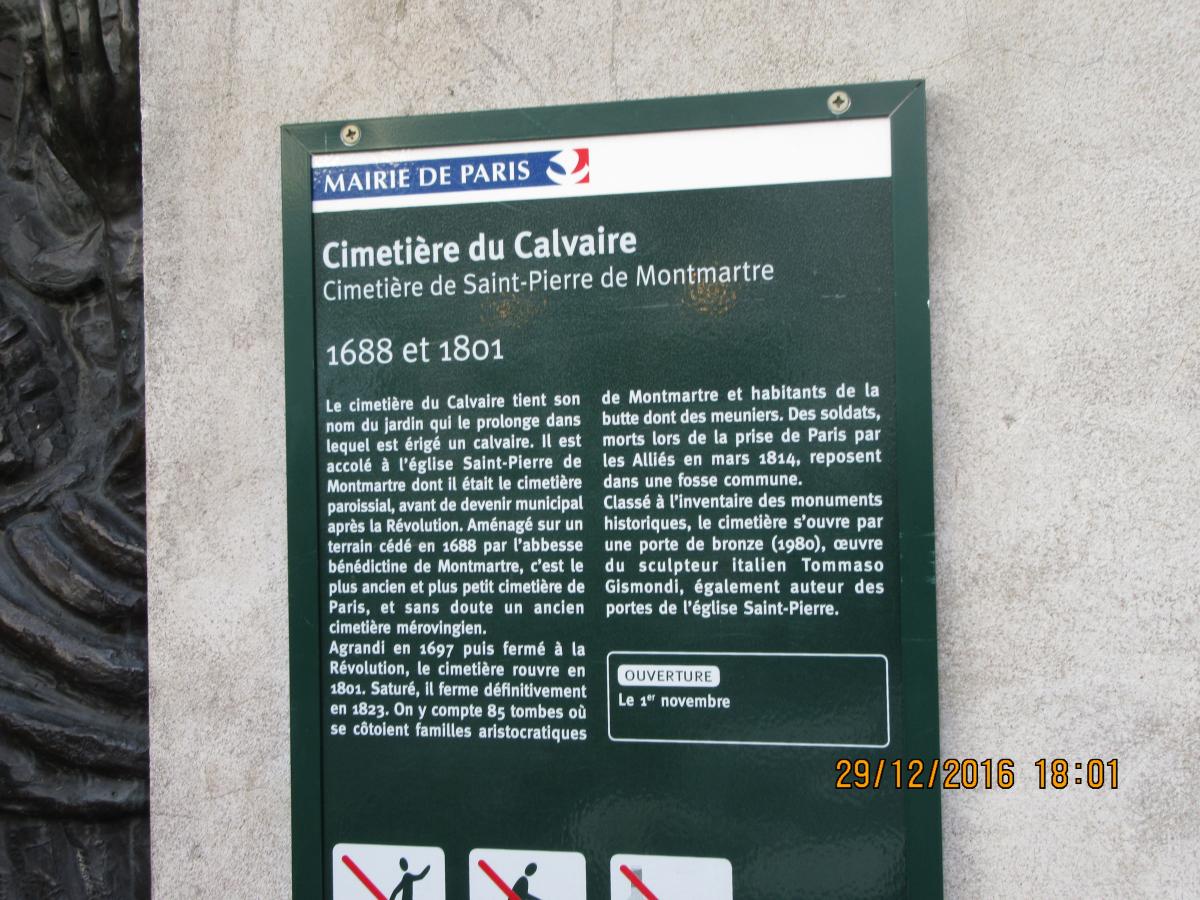 MAIRIE DE PARIS
Cimetière du Calvaire
Cimetière de Saint-Pierre de Montmartre
1688 et 1801
Le cimetière du Calvaire tient son
nom du jardin qui le prolonge dans
lequel est érigé un calvaire. Il est
accolé à l'église Saint-Pierre de
Montmartre dont il était le cimetière
paroissial, avant de devenir municipal
après la Révolution. Aménagé sur un
terrain cédé en 1688 par l'abbesse
bénédictine de Montmartre, c'est le
plus ancien et plus petit cimetière de
Paris, et sans doute un ancien
cimetière mérovingien.
Agrandi en 1697 puis fermé à la
Révolution, le cimetière rouvre en
1801. Saturé, il ferme définitivement
en 1823. On y compte 85 tombes où
se côtoient familles aristocratiques
de Montmartre et habitants de la
butte dont des meuniers. Des soldats,
morts lors de la prise de Paris par
les Alliés en mars 1814, reposent
dans une fosse commune.
Classé à l'inventaire des monuments
historiques, le cimetière s'ouvre par
une porte de bronze (1980), œuvre
du sculpteur italien Tommaso
Gismondi, également auteur des
portes de l'église Saint-Pierre.
OUVERTURE
Le 1er novembre
29/12/2016 18:01